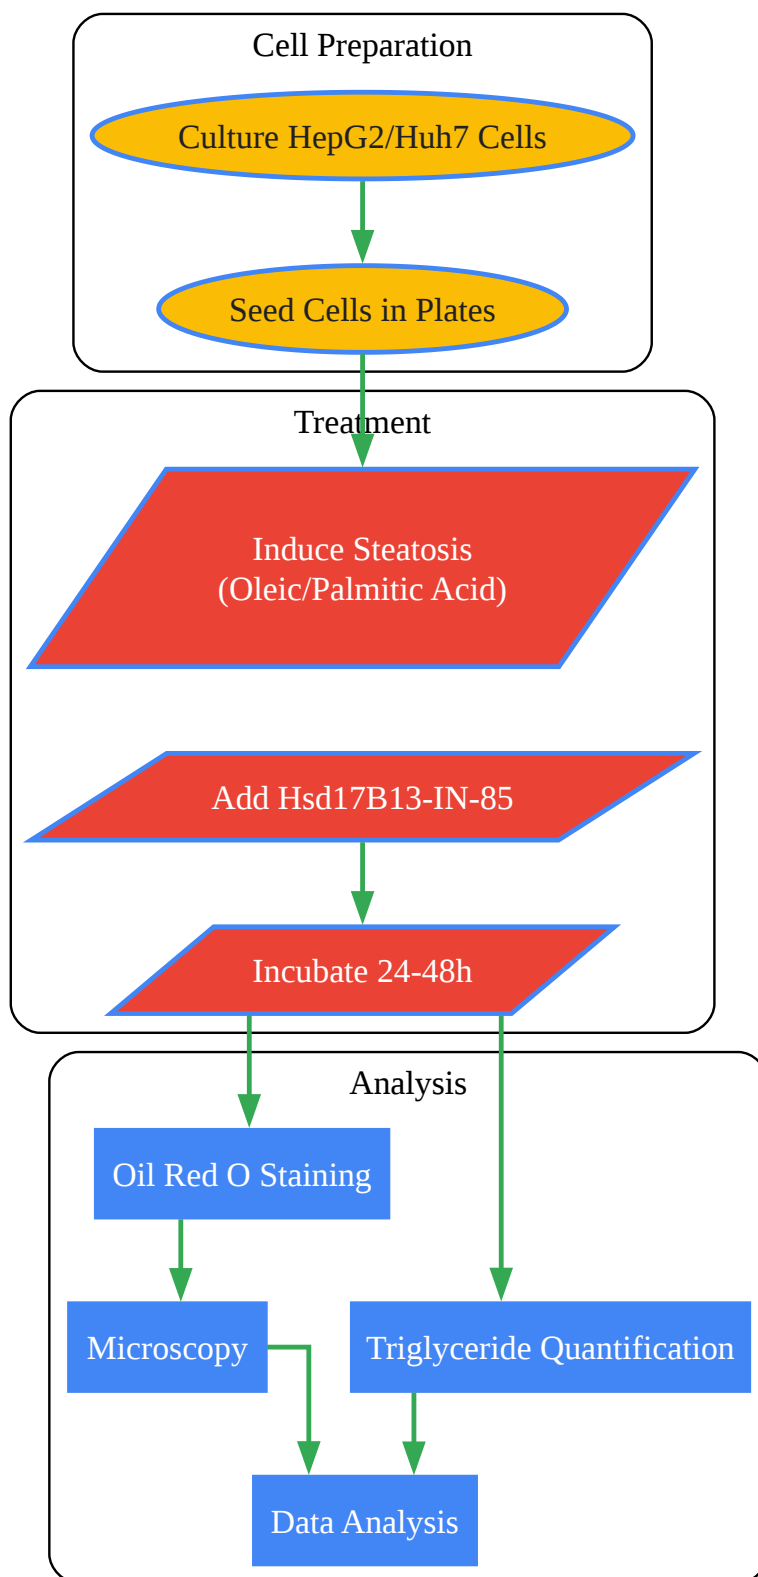 Cell Preparation
Culture HepG2/Huh7 Cells
Seed Cells in Plates
Treatment
Induce Steatosis
(Oleic/Palmitic Acid)
Add Hsd17B13-IN-85
Incubate 24-48h
Analysis
Oil Red O Staining
Microscopy
Triglyceride Quantification
Data Analysis